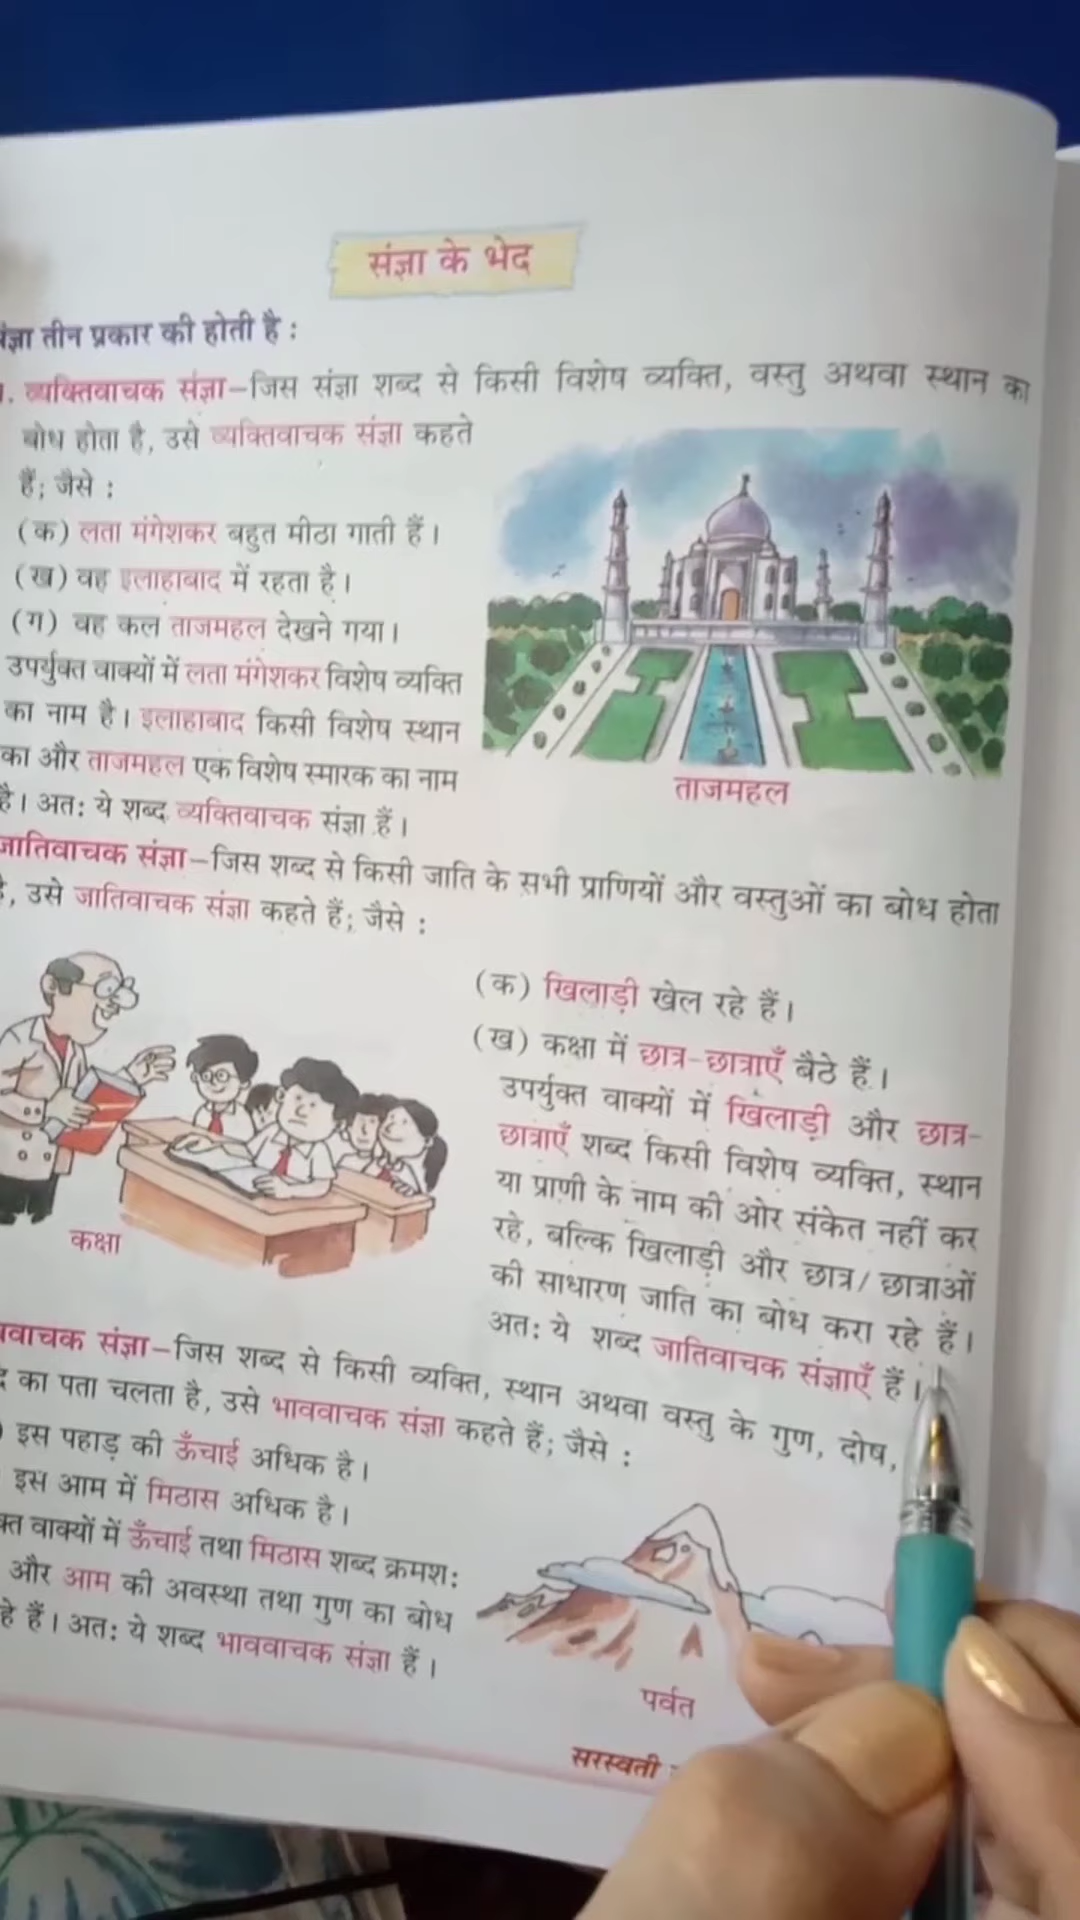 संज्ञा के भेद
संज्ञा तीन प्रकार की होती है :
1. व्यक्तिवाचक संज्ञा–जिस संज्ञा शब्द से किसी विशेष व्यक्ति, वस्तु अथवा स्थान का
बोध होता है, उसे व्यक्तिवाचक संज्ञा कहते
हैं; जैसे :
(क) लता मंगेशकर बहुत मीठा गाती हैं।
(ख) वह इलाहाबाद में रहता है।
(ग) वह कल ताजमहल देखने गया।
उपर्युक्त वाक्यों में लता मंगेशकर विशेष व्यक्ति
का नाम है। इलाहाबाद किसी विशेष स्थान
का और ताजमहल एक विशेष स्मारक का नाम
है। अतः ये शब्द व्यक्तिवाचक संज्ञा हैं।
ताजमहल
जातिवाचक संज्ञा–जिस शब्द से किसी जाति के सभी प्राणियों और वस्तुओं का बोध होता
है, उसे जातिवाचक संज्ञा कहते हैं; जैसे :
(क) खिलाड़ी खेल रहे हैं।
(ख) कक्षा में छात्र-छात्राएँ बैठे हैं।
उपर्युक्त वाक्यों में खिलाड़ी और छात्र-
छात्राएँ शब्द किसी विशेष व्यक्ति, स्थान
या प्राणी के नाम की ओर संकेत नहीं कर
रहे, बल्कि खिलाड़ी और छात्र/छात्राओं
की साधारण जाति का बोध करा रहे हैं।
अतः ये शब्द जातिवाचक संज्ञाएँ हैं।
कक्षा
संज्ञा–जिस शब्द से किसी व्यक्ति, स्थान अथवा वस्तु के गुण, दोष,
का पता चलता है, उसे भाववाचक संज्ञा कहते हैं; जैसे :
इस पहाड़ की ऊँचाई अधिक है।
इस आम में मिठास अधिक है।
वाक्यों में ऊँचाई तथा मिठास शब्द क्रमशः
और आम की अवस्था तथा गुण का बोध
हैं। अतः ये शब्द भाववाचक संज्ञा हैं।
पर्वत
सरस्वती